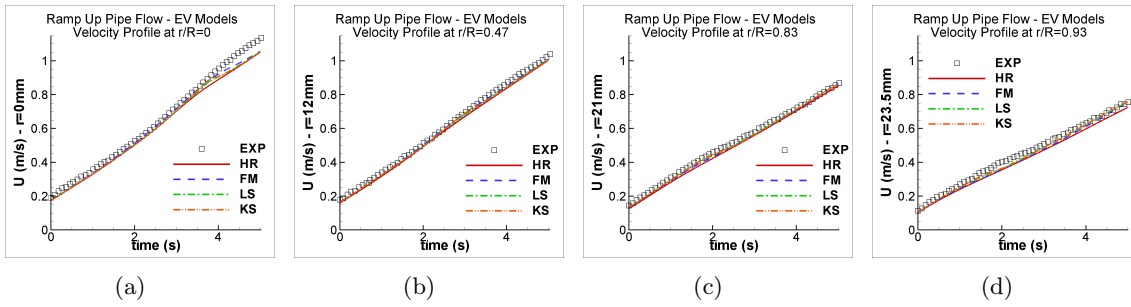 Ramp Up Pipe Flow - EV Models
Velocity Profile at r/R=0
U (m/s) - r=0mm
1
0.8
0.6
0.4
0.2
0
EXP
HR
FM
LS
KS
0 2 4
time (s)
(a)
Ramp Up Pipe Flow - EV Models
Velocity Profile at r/R=0.47
U (m/s) - r=12mm
1
0.8
0.6
0.4
0.2
0
EXP
HR
FM
LS
KS
0 2 4
time (s)
(b)
Ramp Up Pipe Flow - EV Models
Velocity Profile at r/R=0.83
U (m/s) - r=21mm
1
0.8
0.6
0.4
0.2
0
EXP
HR
FM
LS
KS
0 2 4
time (s)
(c)
Ramp Up Pipe Flow - EV Models
Velocity Profile at r/R=0.93
U (m/s) - r=23.5mm
1
0.8
0.6
0.4
0.2
0
EXP
HR
FM
LS
KS
0 2 4
time (s)
(d)